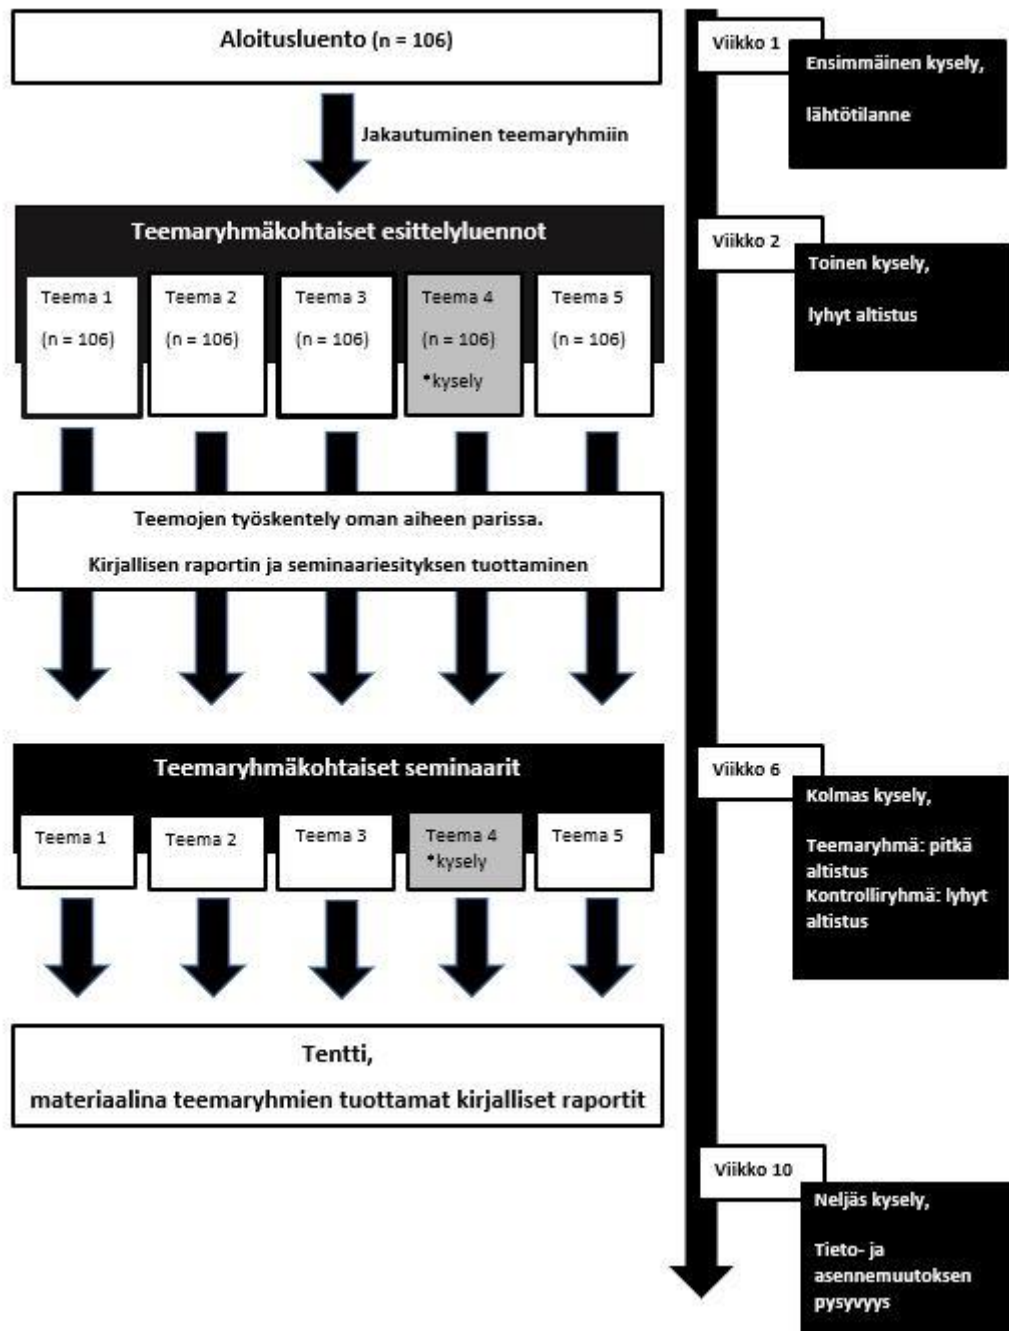 Aloitusluento (n = 106)
Jakautuminen teemaryhmiin
Teemaryhmäkohtaiset esittelyluennot
Teema 1
(n = 106)
Teema 2
(n = 106)
Teema 3
(n = 106)
Teema 4
(n = 106)
*kysely
Teema 5
(n = 106)
Teemojen työskentely oman aiheen parissa.
Kirjallisen raportin ja seminaariesityksen tuottaminen
Teemaryhmäkohtaiset seminaarit
Teema 1
Teema 2
Teema 3
Teema 4
*kysely
Teema 5
Tentti,
materiaalina teemaryhmien tuottamat kirjalliset raportit
Viikko 1
Ensimmäinen kysely,
lähtötilanne
Viikko 2
Toinen kysely,
lyhyt altistus
Viikko 6
Kolmas kysely,
Teemaryhmä: pitkä
altistus
Kontrolliryhmä: lyhyt
altistus
Viikko 10
Neljäs kysely,
Tieto- ja
asennemuutoksen
pysyvyys